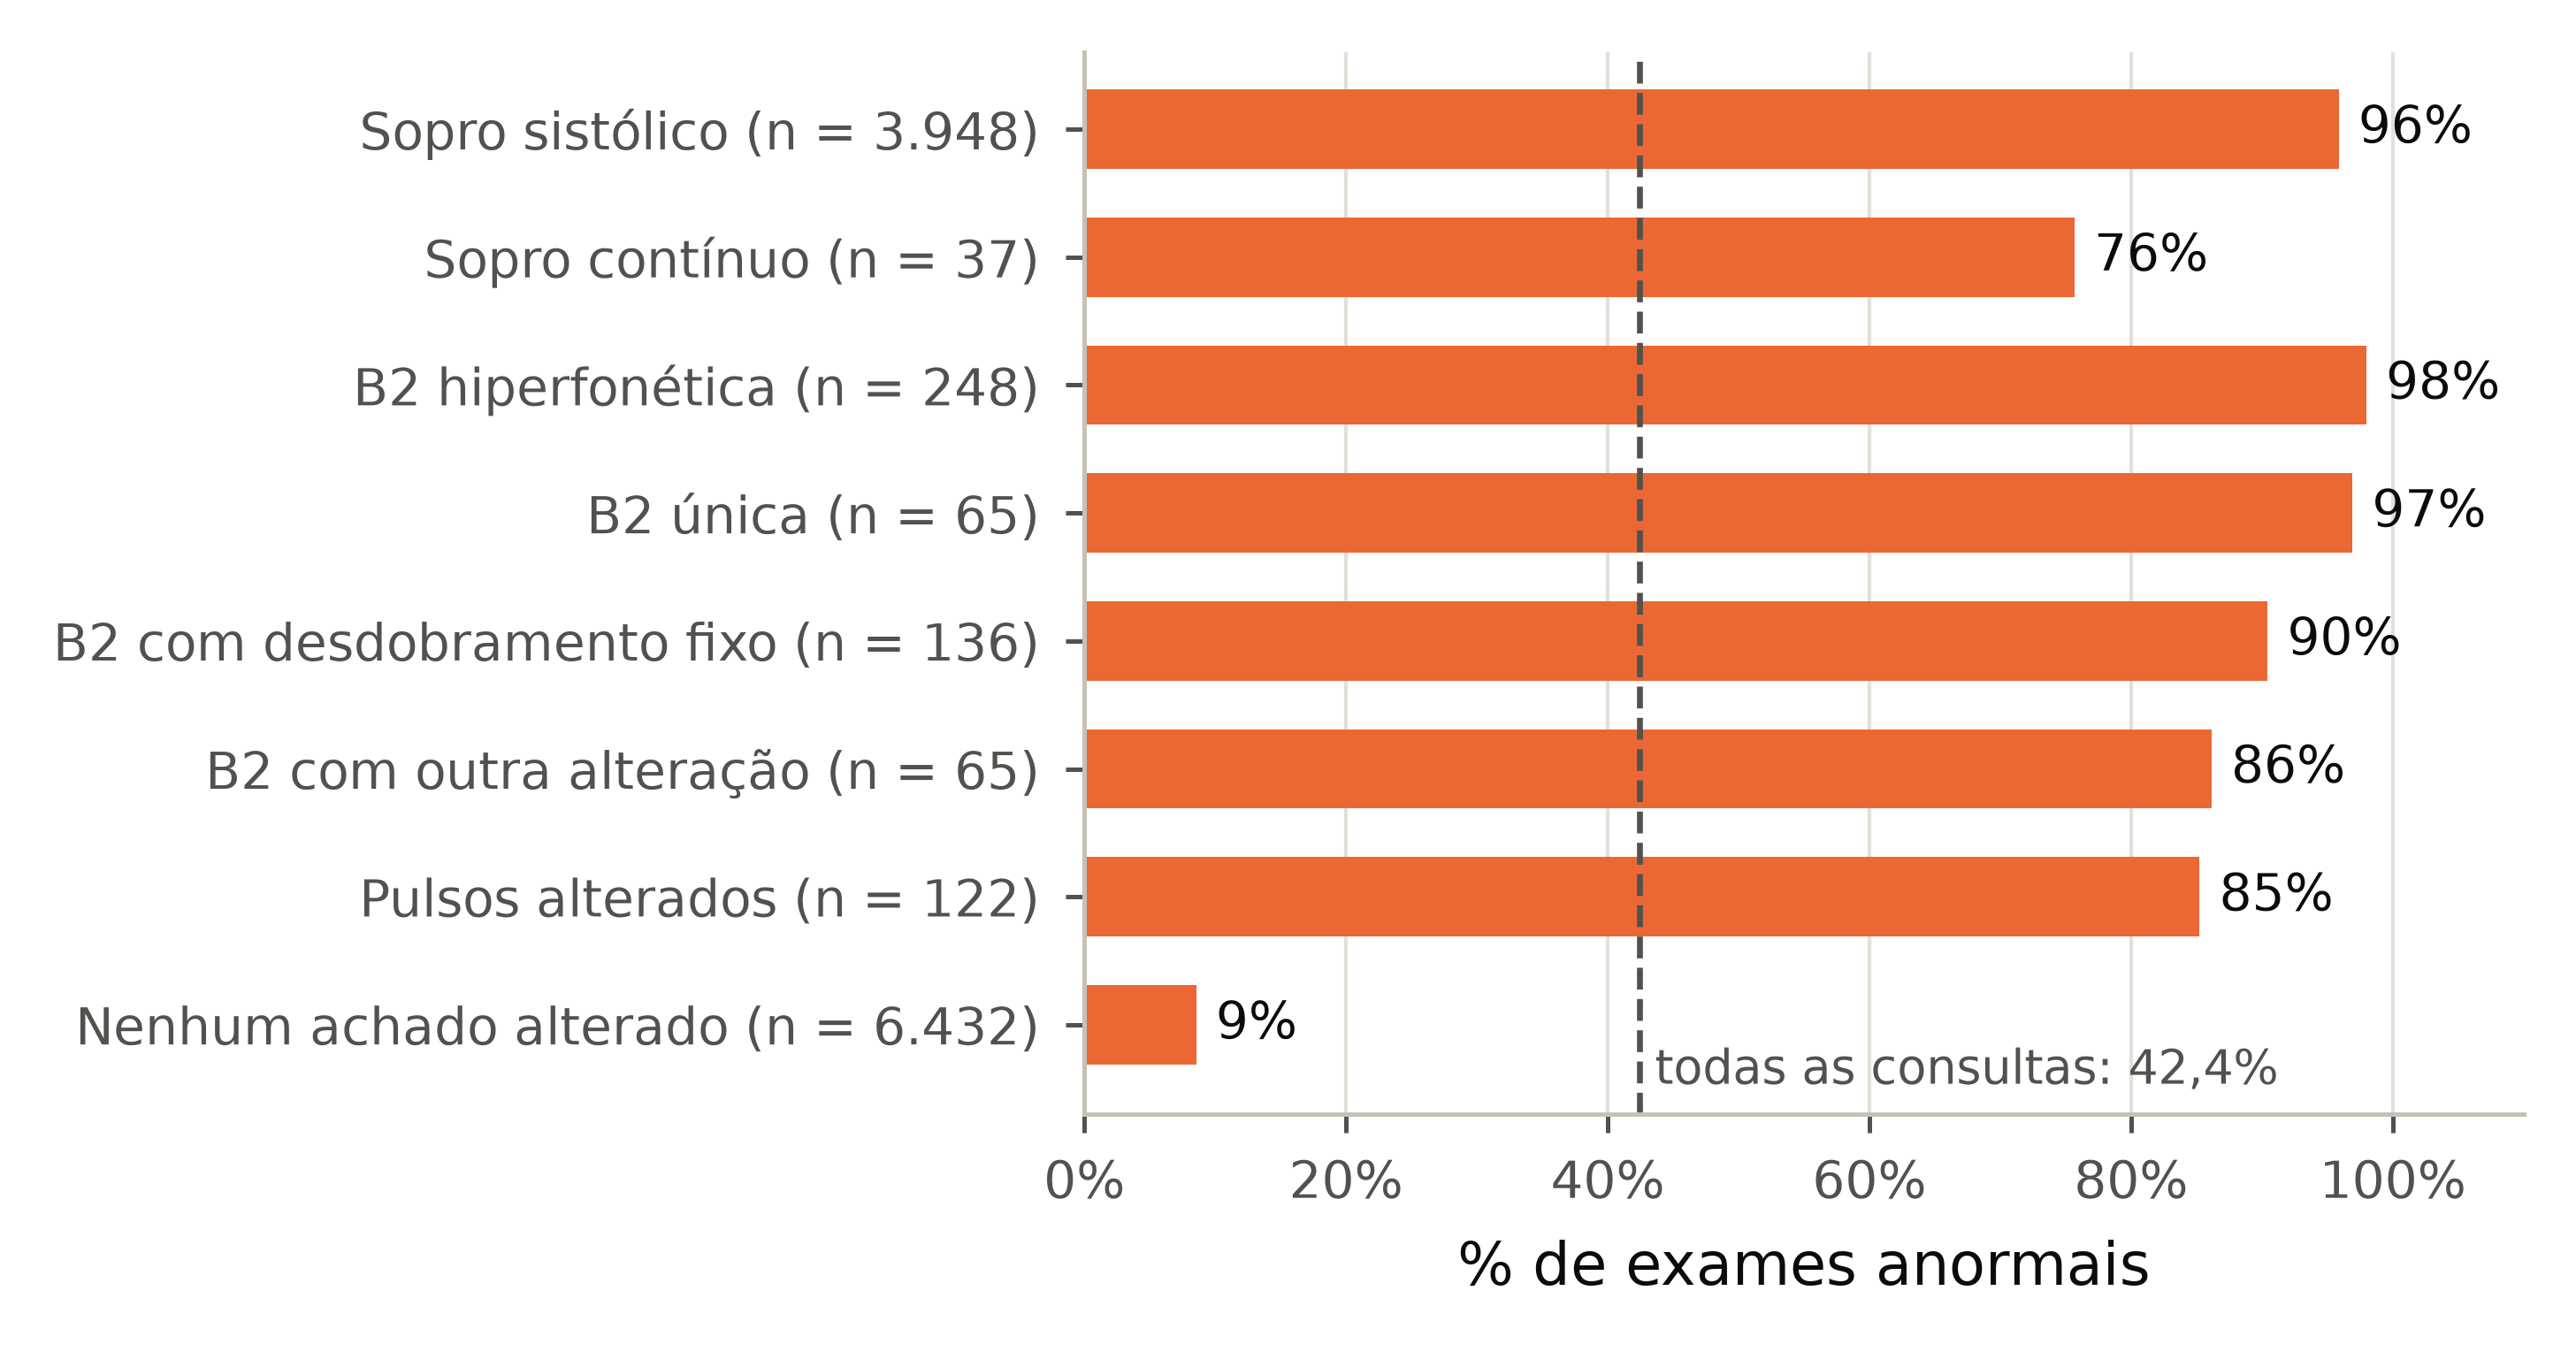 Sopro sistólico (n = 3.948)
96%
Sopro contínuo (n = 37)
76%
B2 hiperfonética (n = 248)
98%
B2 única (n = 65)
97%
B2 com desdobramento fixo (n = 136)
90%
B2 com outra alteração (n = 65)
86%
Pulsos alterados (n = 122)
85%
Nenhum achado alterado (n = 6.432)
9%
todas as consultas: 42,4%
0%
20%
40%
60%
80%
100%
% de exames anormais